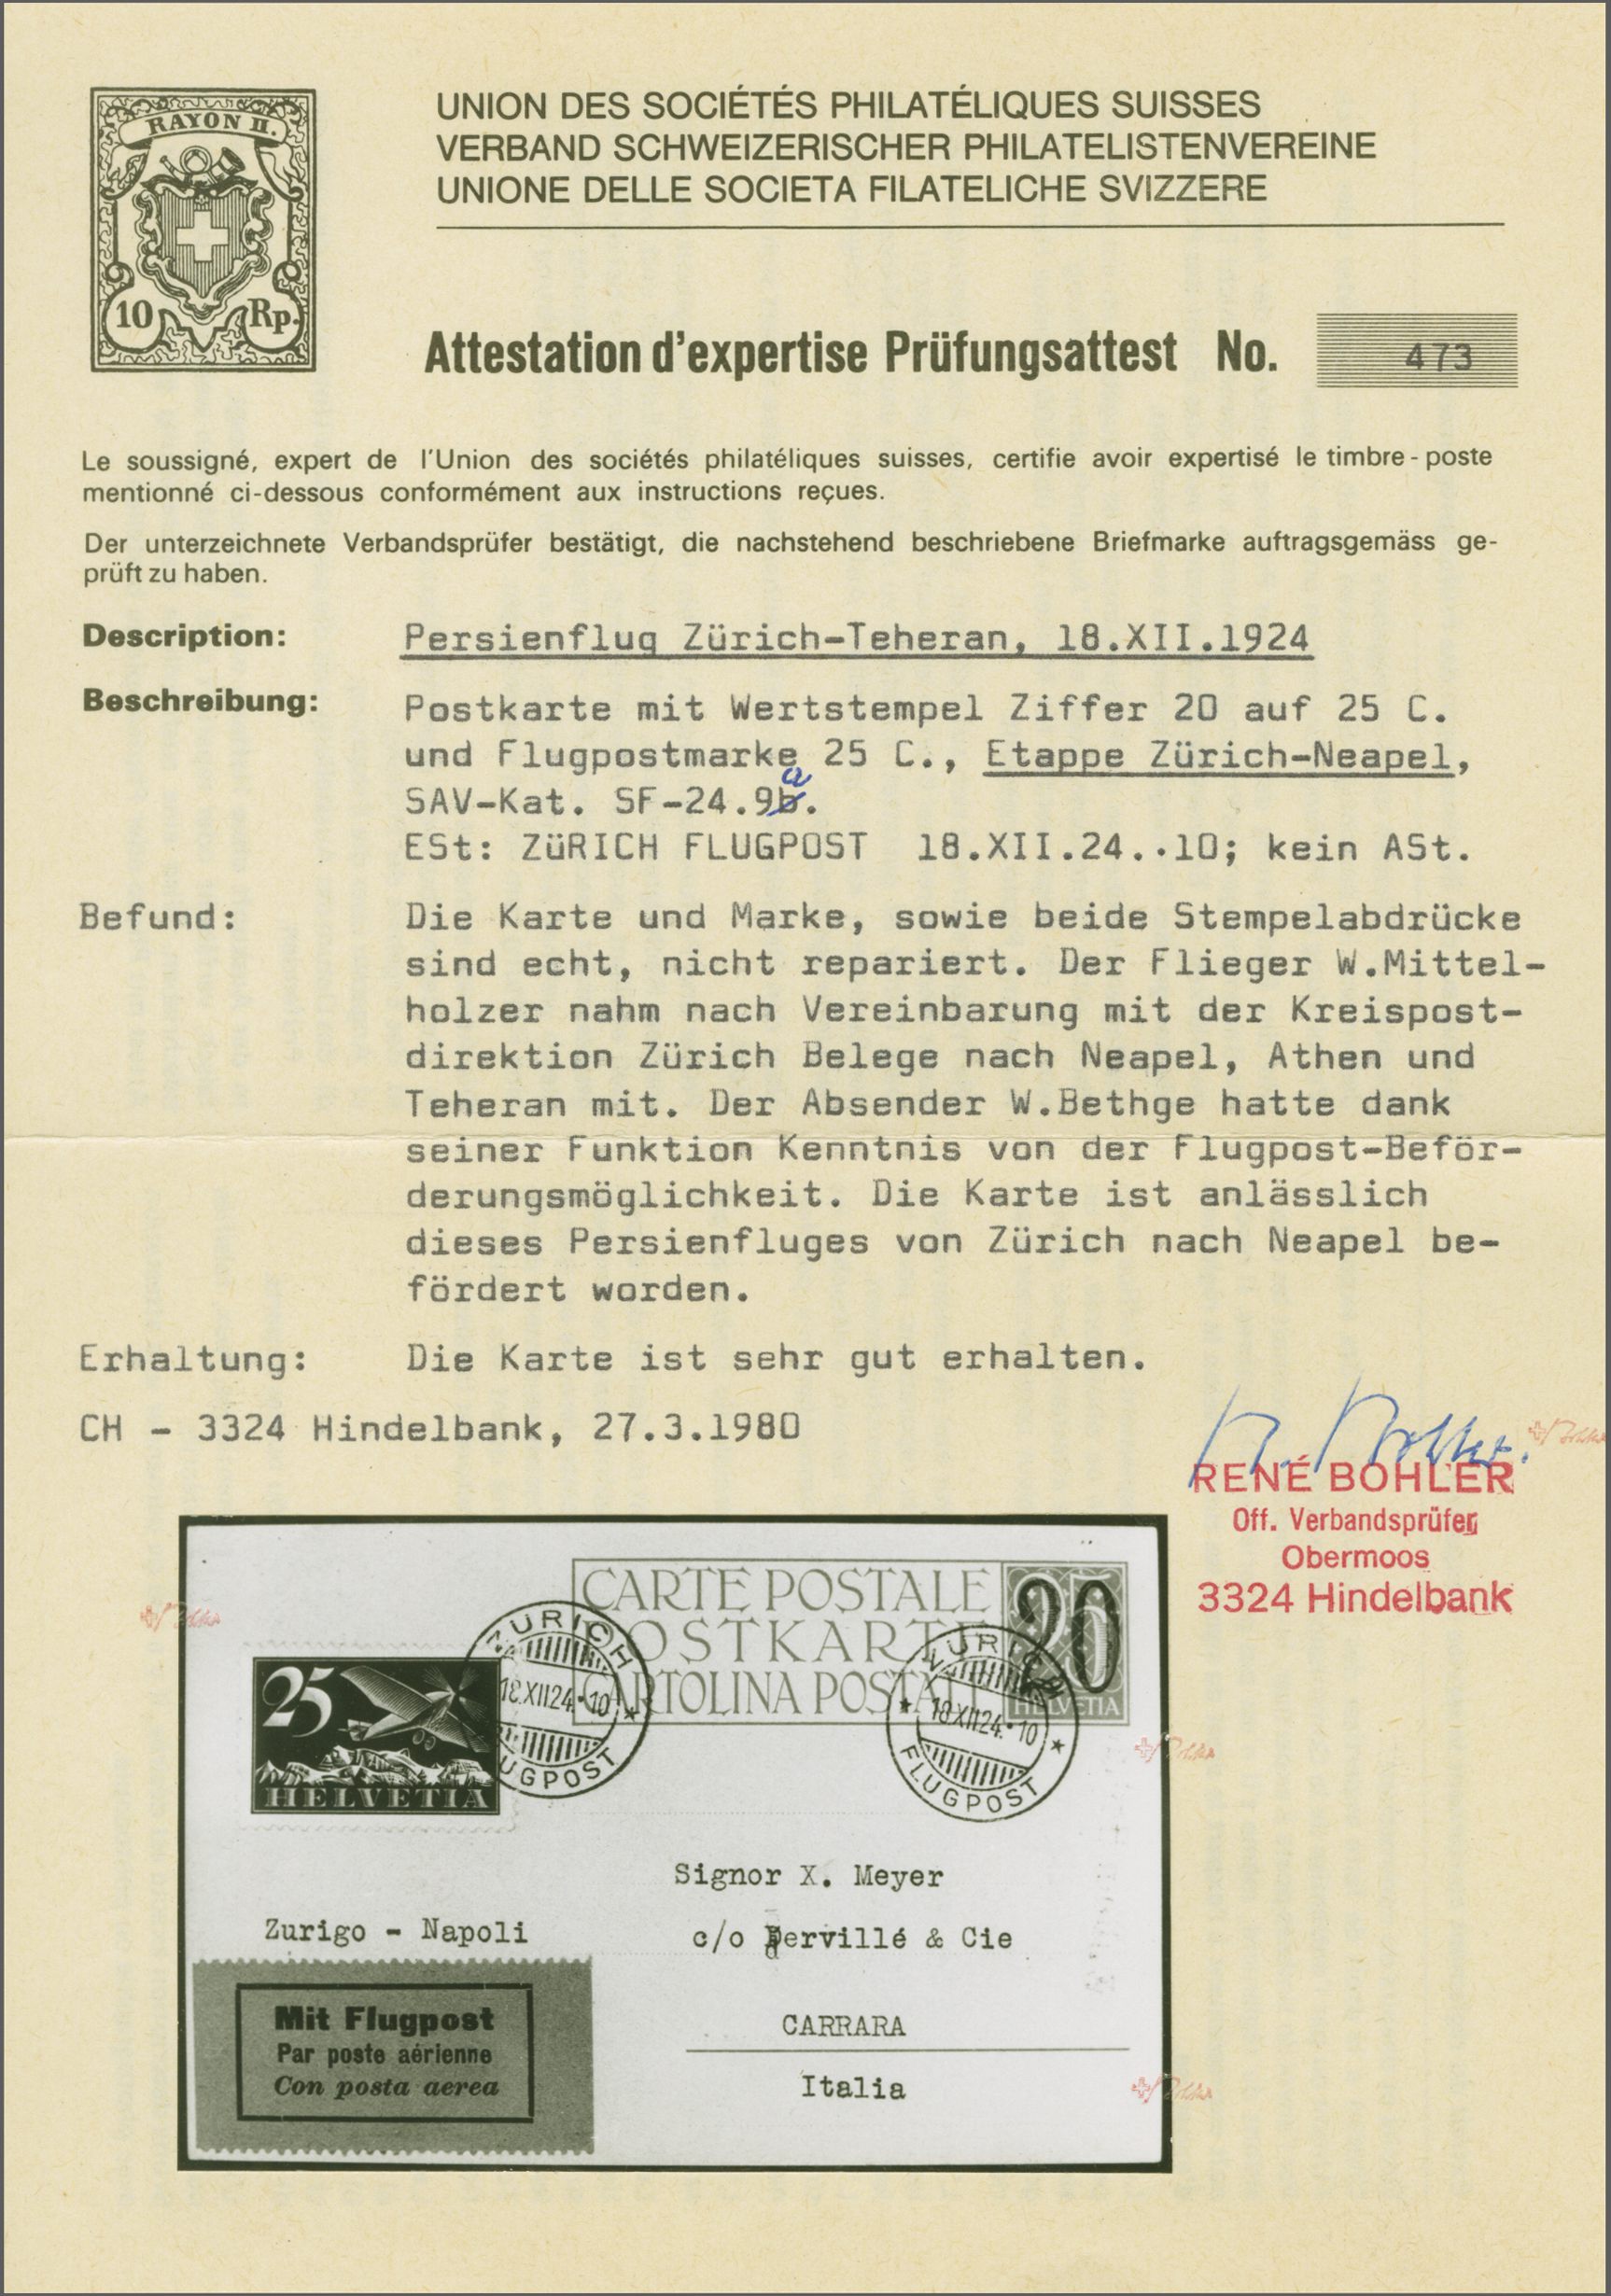 RAYON II.
10 Rp.
UNION DES SOCIÉTÉS PHILATÉLIQUES SUISSES
VERBAND SCHWEIZERISCHER PHILATELISTENVEREINE
UNIONE DELLE SOCIETA FILATELICHE SVIZZERE
Attestation d'expertise Prüfungsattest No. 473
Le soussigné, expert de l'Union des sociétés philatéliques suisses, certifie avoir expertisé le timbre-poste
mentionné ci-dessous conformément aux instructions reçues.
Der unterzeichnete Verbandsprüfer bestätigt, die nachstehend beschriebene Briefmarke auftragsgemäss ge-
prüft zu haben.
Description: Persienflug Zürich-Teheran, 18.XII.1924
Beschreibung: Postkarte mit Wertstempel Ziffer 20 auf 25 C.
und Flugpostmarke 25 C., Etappe Zürich-Neapel,
a
SAV-Kat. SF-24.9b.
ESt: ZüRICH FLUGPOST 18.XII.24.·10; kein ASt.
Befund: Die Karte und Marke, sowie beide Stempelabdrücke
sind echt, nicht repariert. Der Flieger W.Mittel-
holzer nahm nach Vereinbarung mit der Kreispost-
direktion Zürich Belege nach Neapel, Athen und
Teheran mit. Der Absender W.Bethge hatte dank
seiner Funktion Kenntnis von der Flugpost-Beför-
derungsmöglichkeit. Die Karte ist anlässlich
dieses Persienfluges von Zürich nach Neapel be-
fördert worden.
Erhaltung: Die Karte ist sehr gut erhalten.
CH - 3324 Hindelbank, 27.3.1980
RENÉ BOHLER
Off. Verbandsprüfer
Obermoos
3324 Hindelbank
CARTE POSTALE
POSTKARTE
CARTOLINA POSTALE
20
HELVETIA
ZÜRICH
18.XII.24.·10
FLUGPOST
ZÜRICH
18.XII.24.·10
FLUGPOST
25
HELVETIA
Signor X. Meyer
Zurigo - Napoli
c/o Dervillé & Cie
CARRARA
Italia
Mit Flugpost
Par poste aérienne
Con posta aerea